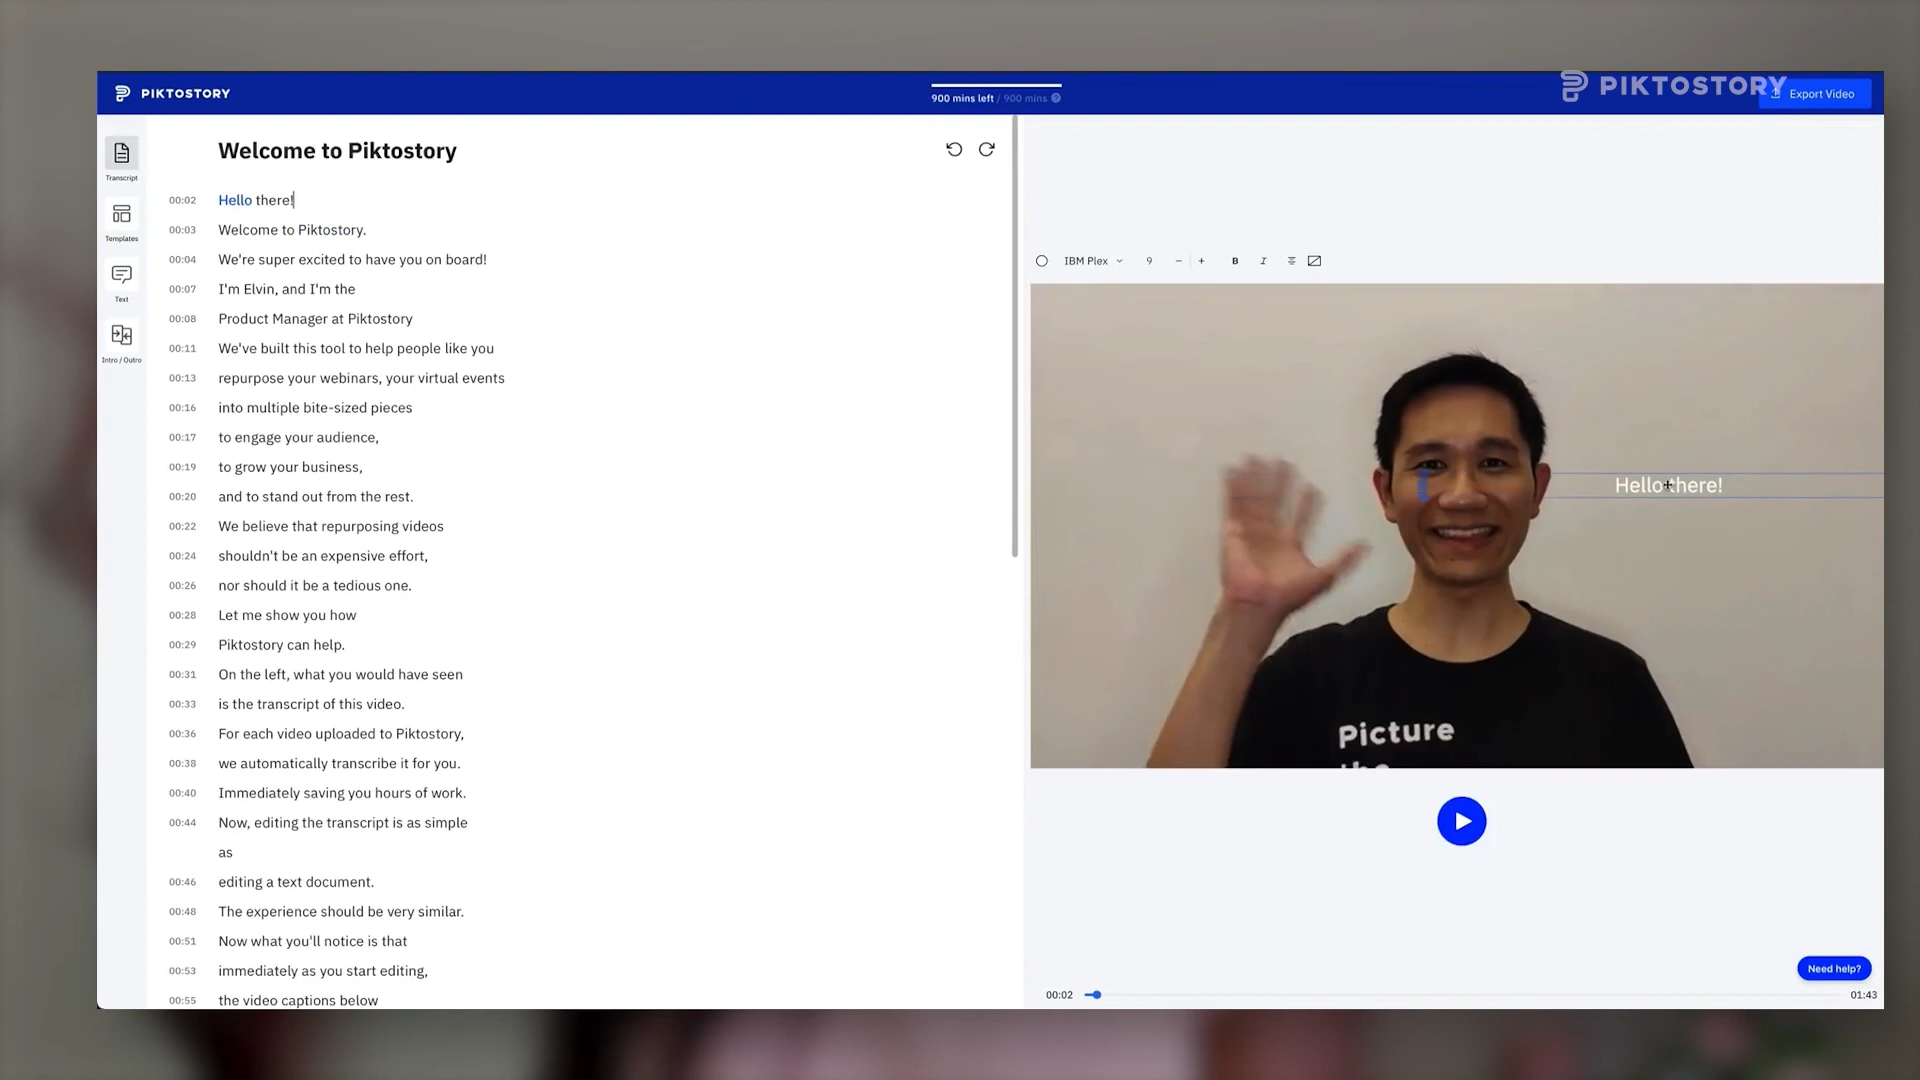 PIKTOSTORY
900 mins left / 900 mins ?
PIKTOSTORY
Export Video
Transcript
Templates
Text
Intro / Outro
Welcome to Piktostory
00:02 Hello there!
00:03 Welcome to Piktostory.
00:04 We're super excited to have you on board!
00:07 I'm Elvin, and I'm the
00:08 Product Manager at Piktostory
00:11 We've built this tool to help people like you
00:13 repurpose your webinars, your virtual events
00:16 into multiple bite-sized pieces
00:17 to engage your audience,
00:19 to grow your business,
00:20 and to stand out from the rest.
00:22 We believe that repurposing videos
00:24 shouldn't be an expensive effort,
00:26 nor should it be a tedious one.
00:28 Let me show you how
00:29 Piktostory can help.
00:31 On the left, what you would have seen
00:33 is the transcript of this video.
00:36 For each video uploaded to Piktostory,
00:38 we automatically transcribe it for you.
00:40 Immediately saving you hours of work.
00:44 Now, editing the transcript is as simple
as
00:46 editing a text document.
00:48 The experience should be very similar.
00:51 Now what you'll notice is that
00:53 immediately as you start editing,
00:55 the video captions below
IBM Plex 9 − + B I
Hello there!
Picture
the
Need help?
00:02 01:43